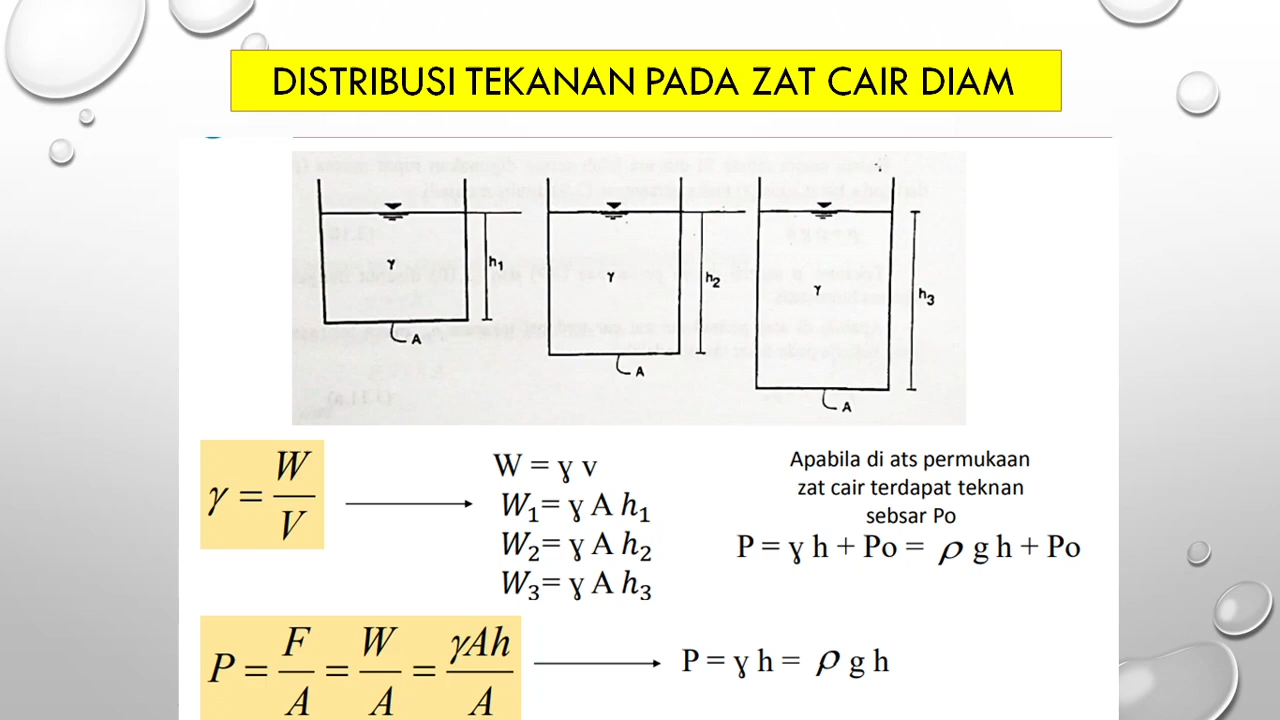 DISTRIBUSI TEKANAN PADA ZAT CAIR DIAM
γ
h1
A
γ
h2
A
γ
h3
A
γ = W/V
W = ɣ v
W₁= ɣ A h₁
W₂= ɣ A h₂
W₃= ɣ A h₃
Apabila di ats permukaan
zat cair terdapat teknan
sebsar Po
P = ɣ h + Po = ρ g h + Po
P = F/A = W/A = γAh/A
P = ɣ h = ρ g h